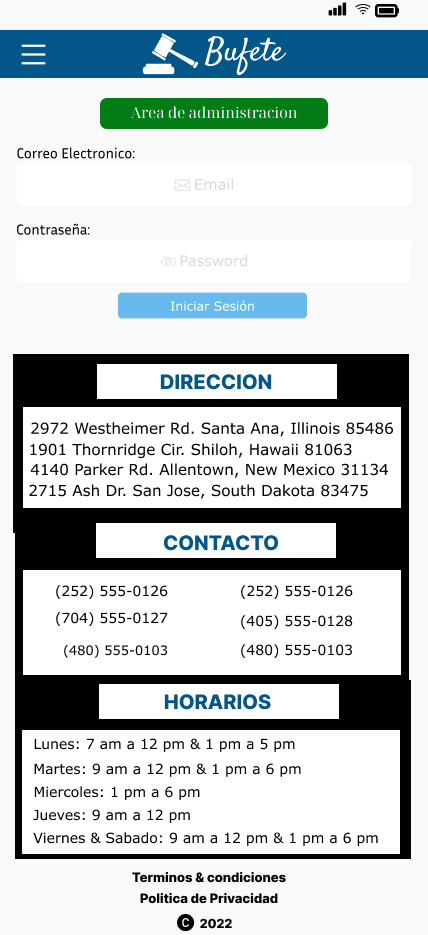 Bufete
Area de administracion
Correo Electronico:
Email
Contraseña:
Password
Iniciar Sesión
DIRECCION
2972 Westheimer Rd. Santa Ana, Illinois 85486
1901 Thornridge Cir. Shiloh, Hawaii 81063
4140 Parker Rd. Allentown, New Mexico 31134
2715 Ash Dr. San Jose, South Dakota 83475
CONTACTO
(252) 555-0126 (252) 555-0126
(704) 555-0127 (405) 555-0128
(480) 555-0103 (480) 555-0103
HORARIOS
Lunes: 7 am a 12 pm & 1 pm a 5 pm
Martes: 9 am a 12 pm & 1 pm a 6 pm
Miercoles: 1 pm a 6 pm
Jueves: 9 am a 12 pm
Viernes & Sabado: 9 am a 12 pm & 1 pm a 6 pm
Terminos & condiciones
Politica de Privacidad
© 2022